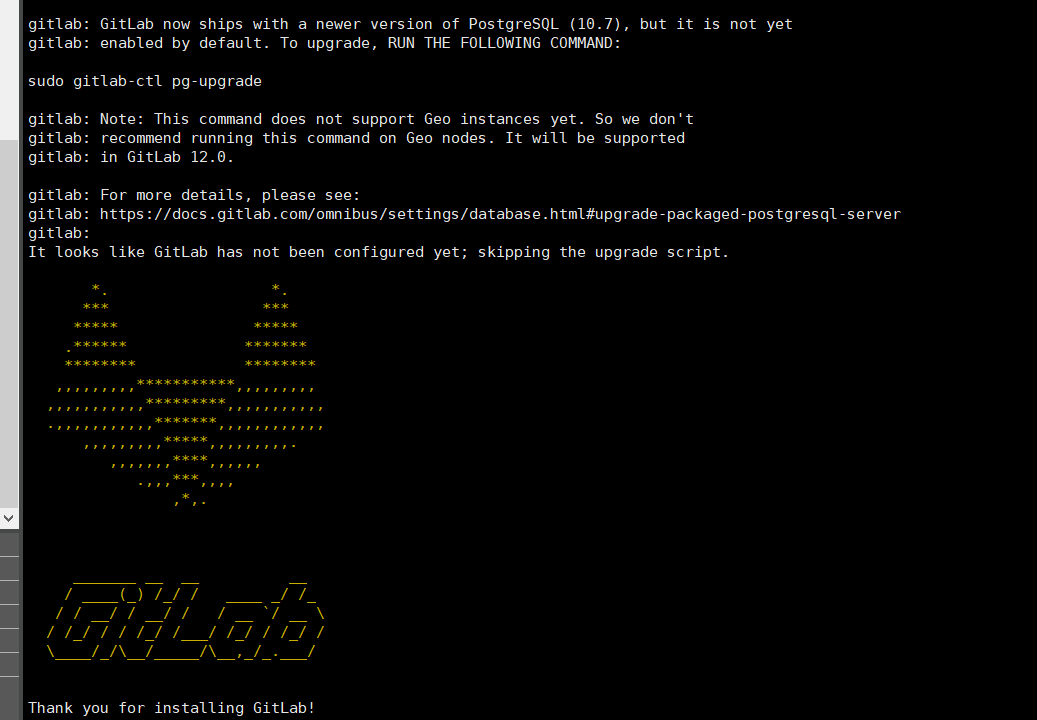 gitlab: GitLab now ships with a newer version of PostgreSQL (10.7), but it is not yet
gitlab: enabled by default. To upgrade, RUN THE FOLLOWING COMMAND:
sudo gitlab-ctl pg-upgrade
gitlab: Note: This command does not support Geo instances yet. So we don't
gitlab: recommend running this command on Geo nodes. It will be supported
gitlab: in GitLab 12.0.
gitlab: For more details, please see:
gitlab: https://docs.gitlab.com/omnibus/settings/database.html#upgrade-packaged-postgresql-server
gitlab:
It looks like GitLab has not been configured yet; skipping the upgrade script.
GitLab
Thank you for installing GitLab!